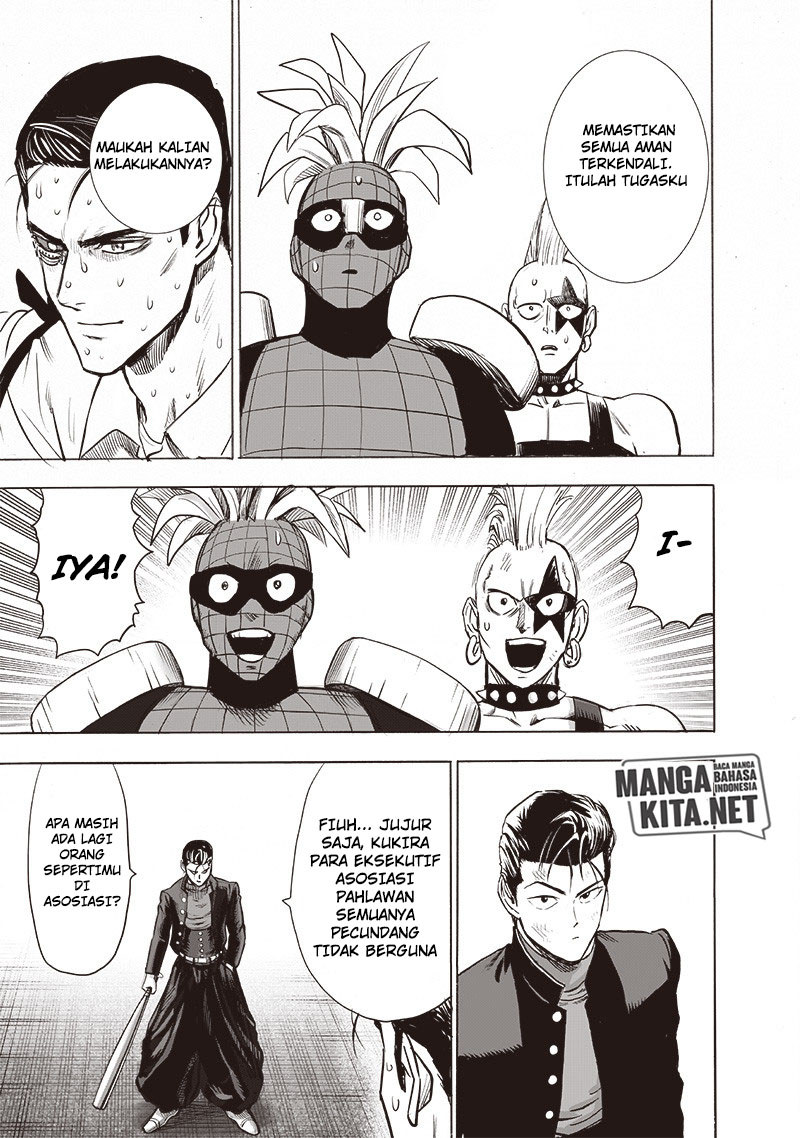 MEMASTIKAN
SEMUA AMAN
TERKENDALI.
ITULAH TUGASKU
MAUKAH KALIAN
MELAKUKANNYA?
I-
IYA!
MANGA
KITA.NET
BACA MANGA
BAHASA
INDONESIA
FIUH... JUJUR
SAJA, KUKIRA
PARA EKSEKUTIF
ASOSIASI
PAHLAWAN
SEMUANYA
PECUNDANG
TIDAK BERGUNA
APA MASIH
ADA LAGI
ORANG
SEPERTIMU
DI
ASOSIASI?